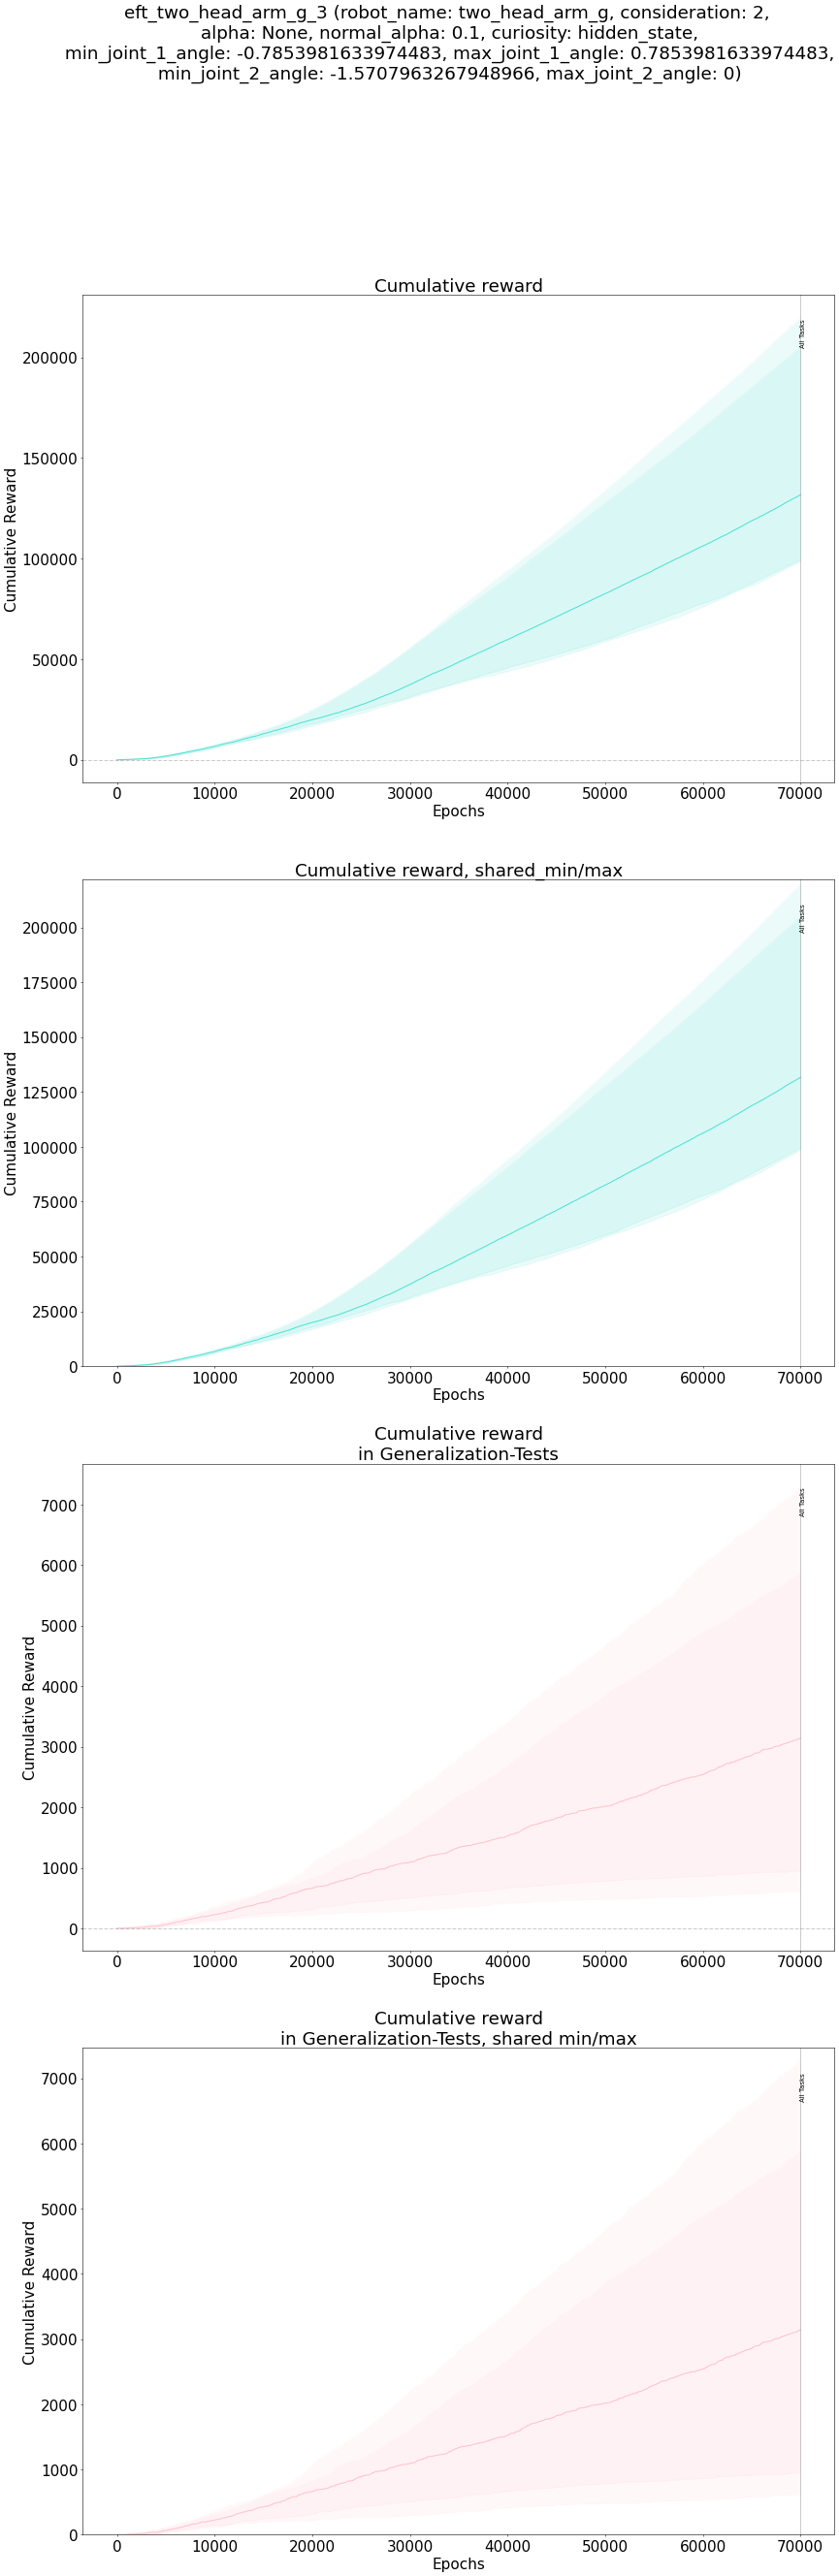 eft_two_head_arm_g_3 (robot_name: two_head_arm_g, consideration: 2,
alpha: None, normal_alpha: 0.1, curiosity: hidden_state,
min_joint_1_angle: -0.7853981633974483, max_joint_1_angle: 0.7853981633974483,
min_joint_2_angle: -1.5707963267948966, max_joint_2_angle: 0)
Cumulative reward
All Tasks
200000
150000
100000
50000
0
Cumulative Reward
0 10000 20000 30000 40000 50000 60000 70000
Epochs
Cumulative reward, shared_min/max
All Tasks
200000
175000
150000
125000
100000
75000
50000
25000
0
Cumulative Reward
0 10000 20000 30000 40000 50000 60000 70000
Epochs
Cumulative reward
in Generalization-Tests
All Tasks
7000
6000
5000
4000
3000
2000
1000
0
Cumulative Reward
0 10000 20000 30000 40000 50000 60000 70000
Epochs
Cumulative reward
in Generalization-Tests, shared min/max
All Tasks
7000
6000
5000
4000
3000
2000
1000
0
Cumulative Reward
0 10000 20000 30000 40000 50000 60000 70000
Epochs